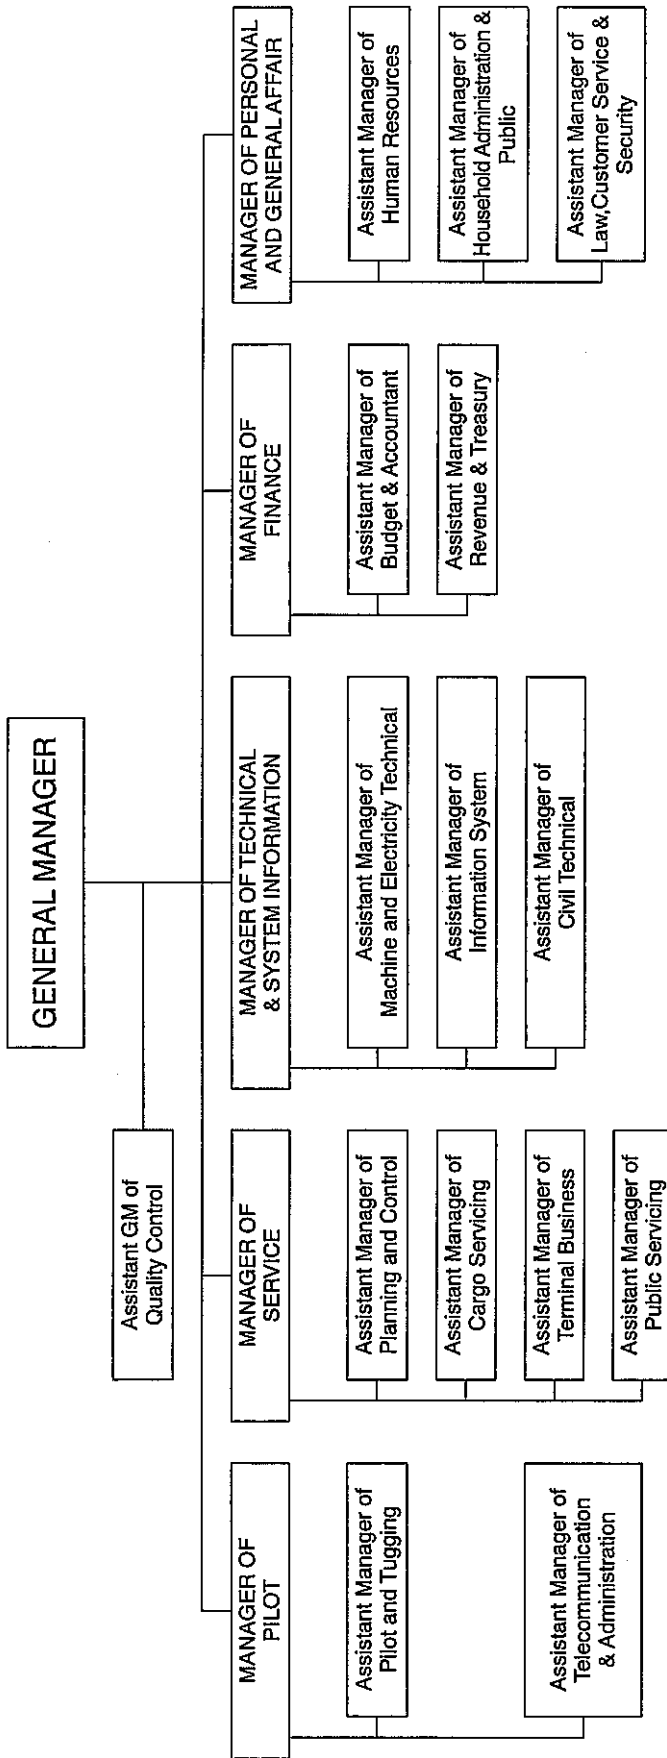 GENERAL MANAGER
Assistant GM of
Quality Control
MANAGER OF
PILOT
Assistant Manager of
Pilot and Tugging
Assistant Manager of
Telecommunication
& Administration
MANAGER OF
SERVICE
Assistant Manager of
Planning and Control
Assistant Manager of
Cargo Servicing
Assistant Manager of
Terminal Business
Assistant Manager of
Public Servicing
MANAGER OF TECHNICAL
& SYSTEM INFORMATION
Assistant Manager of
Machine and Electricity Technical
Assistant Manager of
Information System
Assistant Manager of
Civil Technical
MANAGER OF
FINANCE
Assistant Manager of
Budget & Accountant
Assistant Manager of
Revenue & Treasury
MANAGER OF PERSONAL
AND GENERAL AFFAIR
Assistant Manager of
Human Resources
Assistant Manager of
Household Administration &
Public
Assistant Manager of
Law,Customer Service &
Security